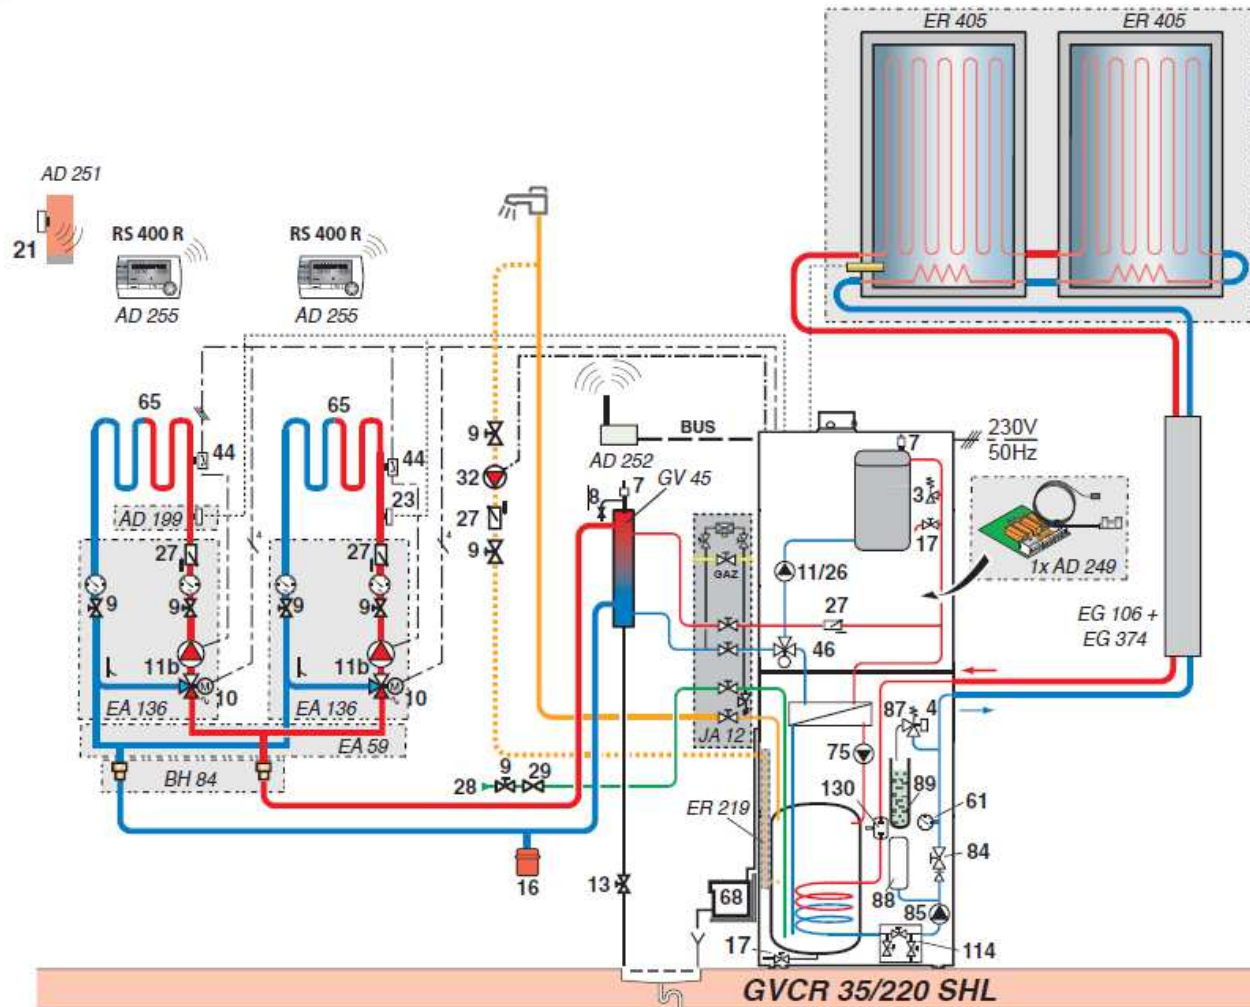 ER 405
ER 405
AD 251
21
RS 400 R
RS 400 R
AD 255
AD 255
65
65
44
44
23
AD 199
27
27
9
9
9
9
4
4
11b
11b
M
M
10
10
EA 136
EA 136
EA 59
BH 84
9
32
27
9
BUS
AD 252
8
7
GV 45
GAZ
JA 12
28
9
29
16
13
ER 219
68
17
230V
50Hz
7
3
17
11/26
27
46
1x AD 249
EG 106 +
EG 374
87
4
75
130
89
61
84
88
85
114
GVCR 35/220 SHL